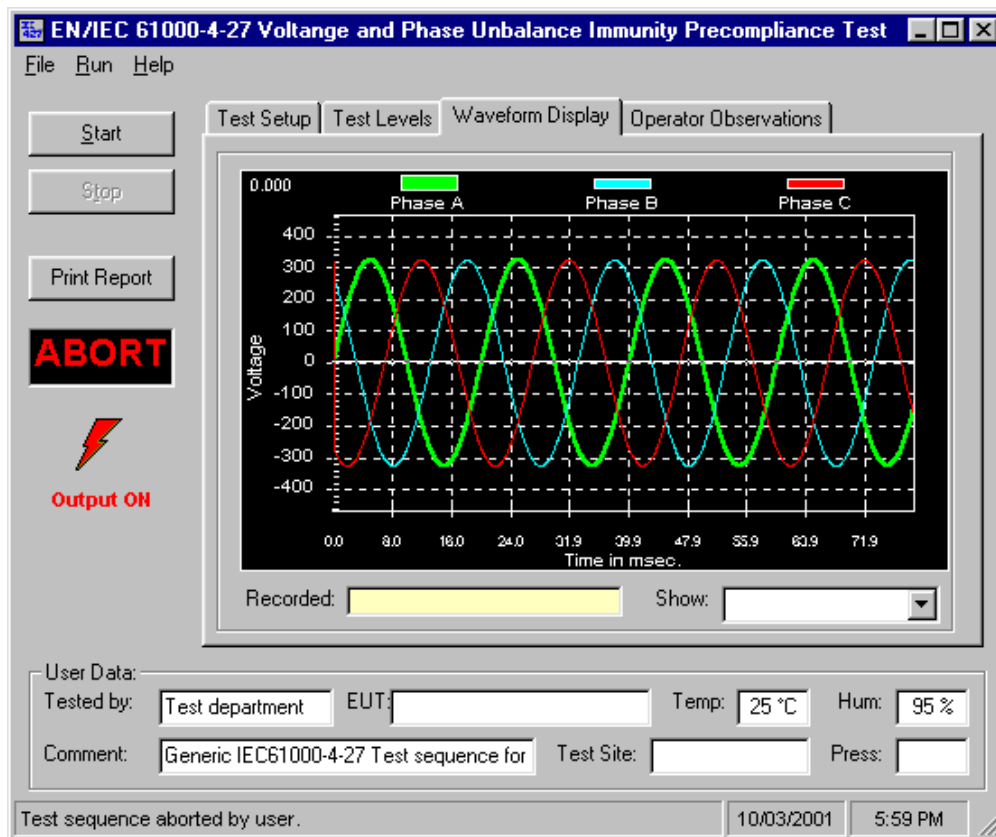 EN/IEC 61000-4-27 Voltange and Phase Unbalance Immunity Precompliance Test
File Run Help
Start
Stop
Print Report
ABORT
Output ON
Test Setup Test Levels Waveform Display Operator Observations
0.000
Phase A Phase B Phase C
400
300
200
100
0
-100
-200
-300
-400
Voltage
0.0 8.0 16.0 24.0 31.9 39.9 47.9 55.9 63.9 71.9
Time in msec.
Recorded: Show:
User Data:
Tested by: Test department EUT: Temp: 25 °C Hum: 95 %
Comment: Generic IEC61000-4-27 Test sequence for Test Site: Press:
Test sequence aborted by user. 10/03/2001 5:59 PM